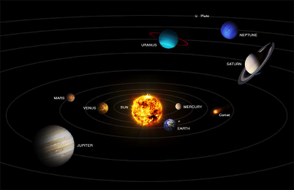 Pluto
NEPTUNE
URANUS
SATURN
MARS
VENUS
SUN
MERCURY
Comet
EARTH
JUPITER